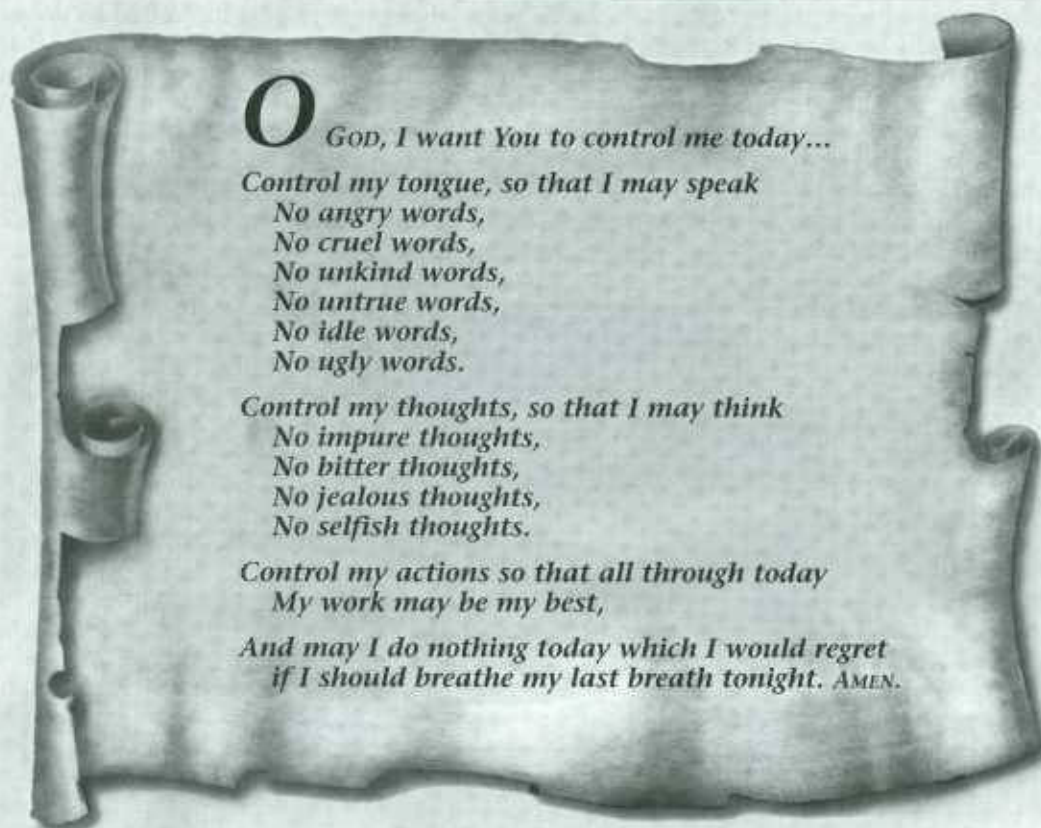 O GOD, I want You to control me today...
Control my tongue, so that I may speak
No angry words,
No cruel words,
No unkind words,
No untrue words,
No idle words,
No ugly words.
Control my thoughts, so that I may think
No impure thoughts,
No bitter thoughts,
No jealous thoughts,
No selfish thoughts.
Control my actions so that all through today
My work may be my best,
And may I do nothing today which I would regret
if I should breathe my last breath tonight. AMEN.